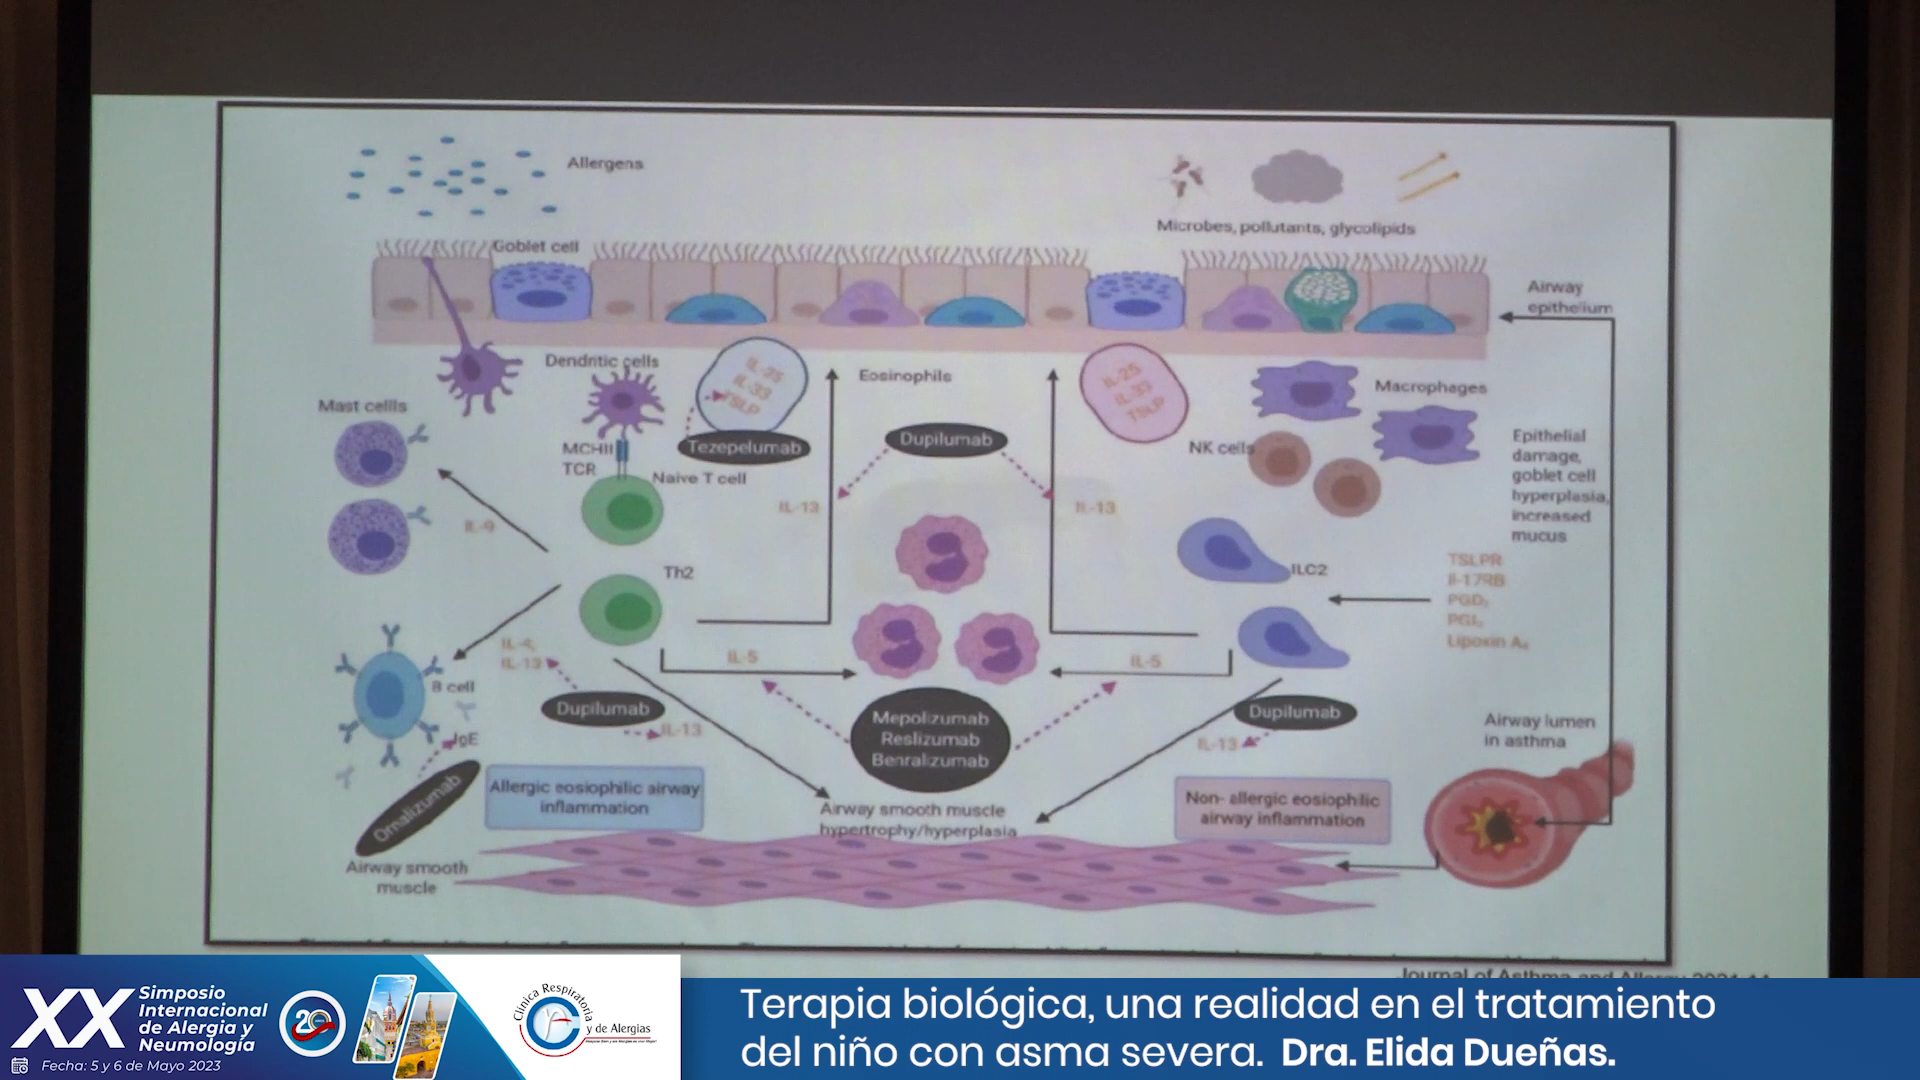 Allergens
Microbes, pollutants, glycolipids
Goblet cell
Airway
epithelium
Dendritic cells
IL-25
IL-33
TSLP
Eosinophils
IL-25
IL-33
TSLP
Macrophages
Mast cellls
Tezepelumab
Dupilumab
NK cells
Epithelial
damage,
goblet cell
hyperplasia,
increased
mucus
MCHII
TCR
Naive T cell
IL-13
IL-13
IL-9
Th2
ILC2
TSLPR
Il-17RB
PGD₂
PGI₂
Lipoxin A₄
IL-4,
IL-13
IL-5
IL-5
B cell
Dupilumab
IL-13
Mepolizumab
Reslizumab
Benralizumab
Dupilumab
IL-13
Airway lumen
in asthma
IgE
Omalizumab
Allergic eosiophilic airway
inflammation
Airway smooth muscle
hypertrophy/hyperplasia
Non- allergic eosiophilic
airway inflammation
Airway smooth
muscle
Journal of Asthma and Allergy
XX Simposio
Internacional
de Alergia y
Neumología
Fecha: 5 y 6 de Mayo 2023
20
Clínica Respiratoria
y de Alergias
Terapia biológica, una realidad en el tratamiento
del niño con asma severa. Dra. Elida Dueñas.